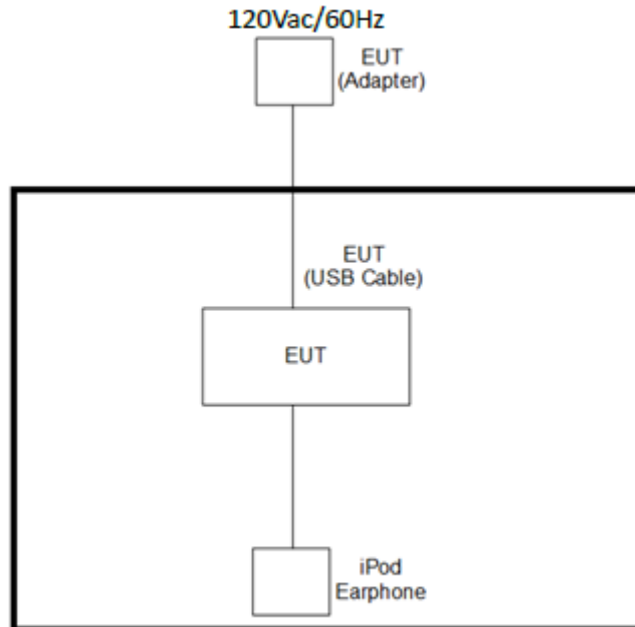 120Vac/60Hz
EUT
(Adapter)
EUT
(USB Cable)
EUT
iPod
Earphone